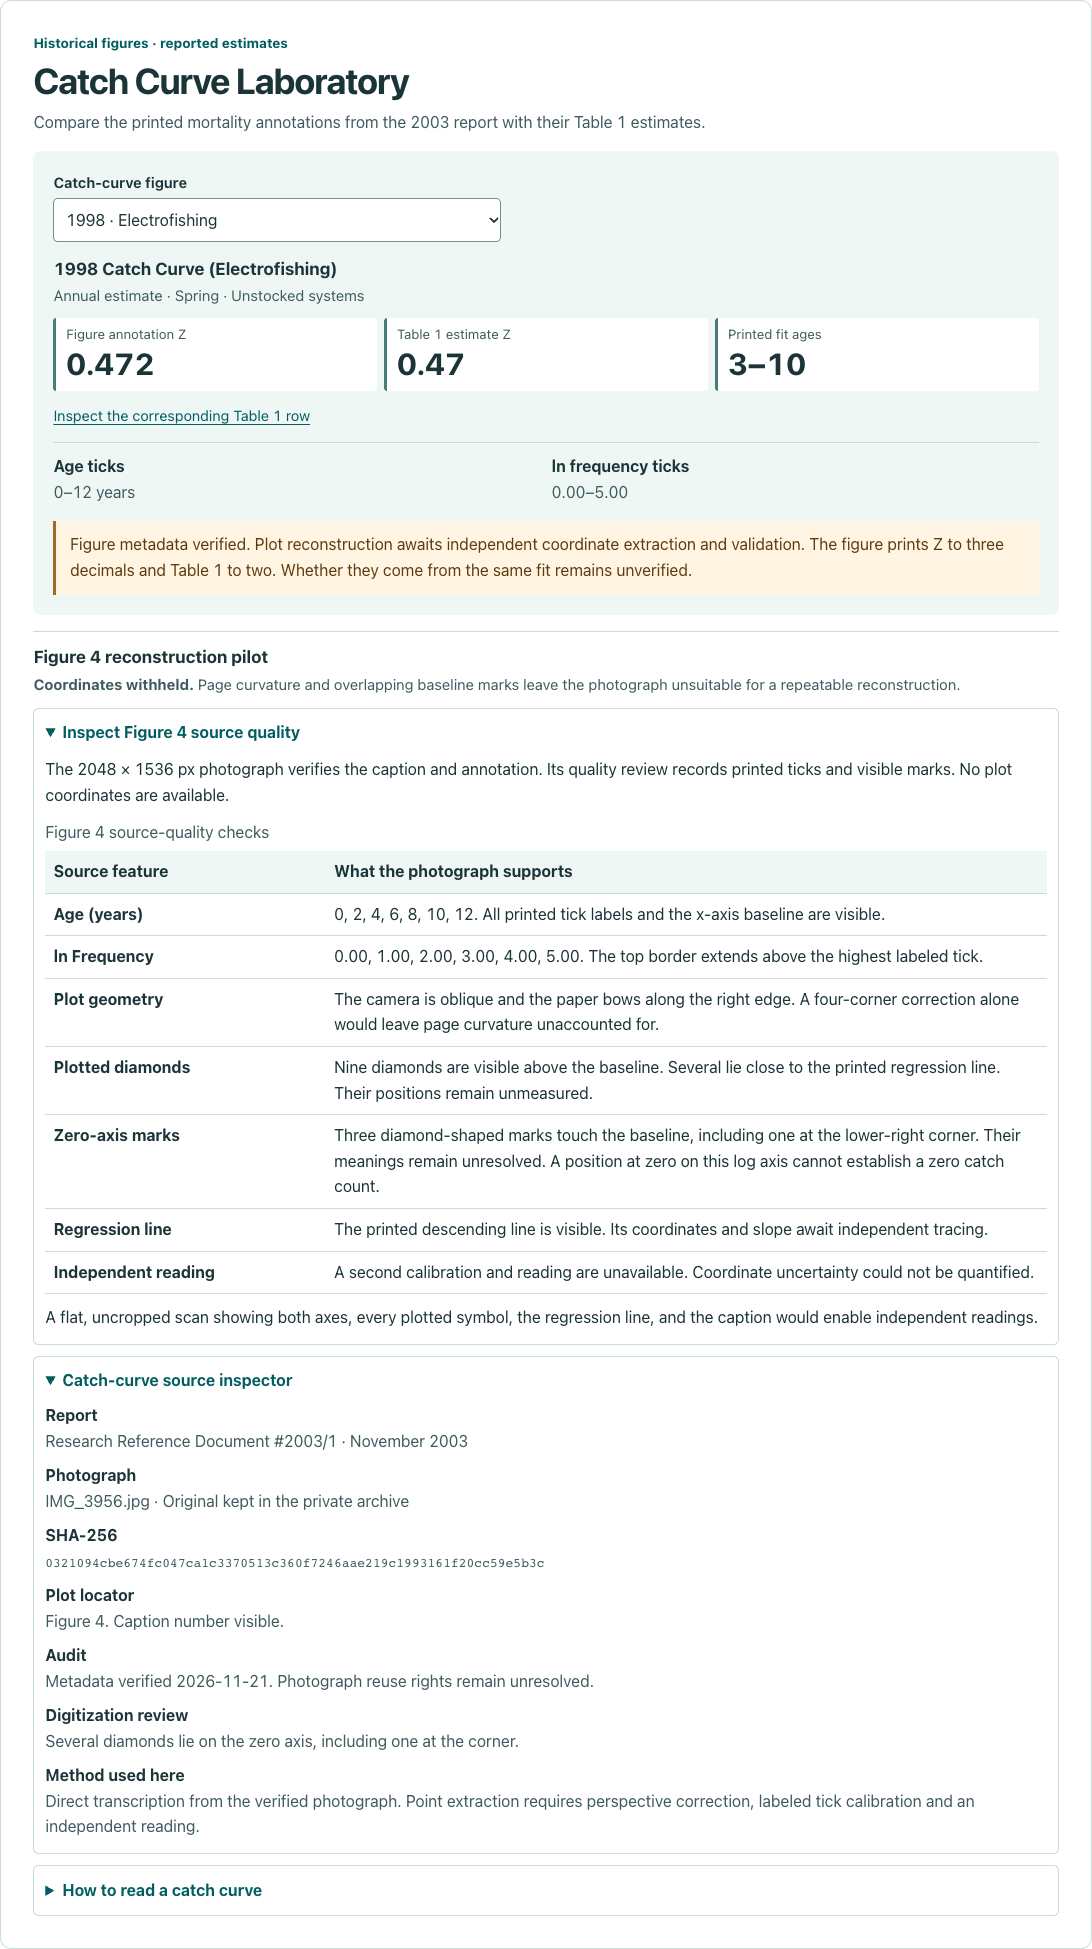 Historical figures · reported estimates
Catch Curve Laboratory
Compare the printed mortality annotations from the 2003 report with their Table 1 estimates.
Catch-curve figure
1998 · Electrofishing
1998 Catch Curve (Electrofishing)
Annual estimate · Spring · Unstocked systems
Figure annotation Z
0.472
Table 1 estimate Z
0.47
Printed fit ages
3–10
Inspect the corresponding Table 1 row
Age ticks
0–12 years
ln frequency ticks
0.00–5.00
Figure metadata verified. Plot reconstruction awaits independent coordinate extraction and validation. The figure prints Z to three
decimals and Table 1 to two. Whether they come from the same fit remains unverified.
Figure 4 reconstruction pilot
Coordinates withheld. Page curvature and overlapping baseline marks leave the photograph unsuitable for a repeatable reconstruction.
▼ Inspect Figure 4 source quality
The 2048 × 1536 px photograph verifies the caption and annotation. Its quality review records printed ticks and visible marks. No plot
coordinates are available.
Figure 4 source-quality checks
Source feature What the photograph supports
Age (years) 0, 2, 4, 6, 8, 10, 12. All printed tick labels and the x-axis baseline are visible.
ln Frequency 0.00, 1.00, 2.00, 3.00, 4.00, 5.00. The top border extends above the highest labeled tick.
Plot geometry The camera is oblique and the paper bows along the right edge. A four-corner correction alone
would leave page curvature unaccounted for.
Plotted diamonds Nine diamonds are visible above the baseline. Several lie close to the printed regression line.
Their positions remain unmeasured.
Zero-axis marks Three diamond-shaped marks touch the baseline, including one at the lower-right corner. Their
meanings remain unresolved. A position at zero on this log axis cannot establish a zero catch
count.
Regression line The printed descending line is visible. Its coordinates and slope await independent tracing.
Independent reading A second calibration and reading are unavailable. Coordinate uncertainty could not be quantified.
A flat, uncropped scan showing both axes, every plotted symbol, the regression line, and the caption would enable independent readings.
▼ Catch-curve source inspector
Report
Research Reference Document #2003/1 · November 2003
Photograph
IMG_3956.jpg · Original kept in the private archive
SHA-256
0321094cbe674fc047ca1c3370513c360f7246aae219c1993161f20cc59e5b3c
Plot locator
Figure 4. Caption number visible.
Audit
Metadata verified 2026-11-21. Photograph reuse rights remain unresolved.
Digitization review
Several diamonds lie on the zero axis, including one at the corner.
Method used here
Direct transcription from the verified photograph. Point extraction requires perspective correction, labeled tick calibration and an
independent reading.
▶ How to read a catch curve